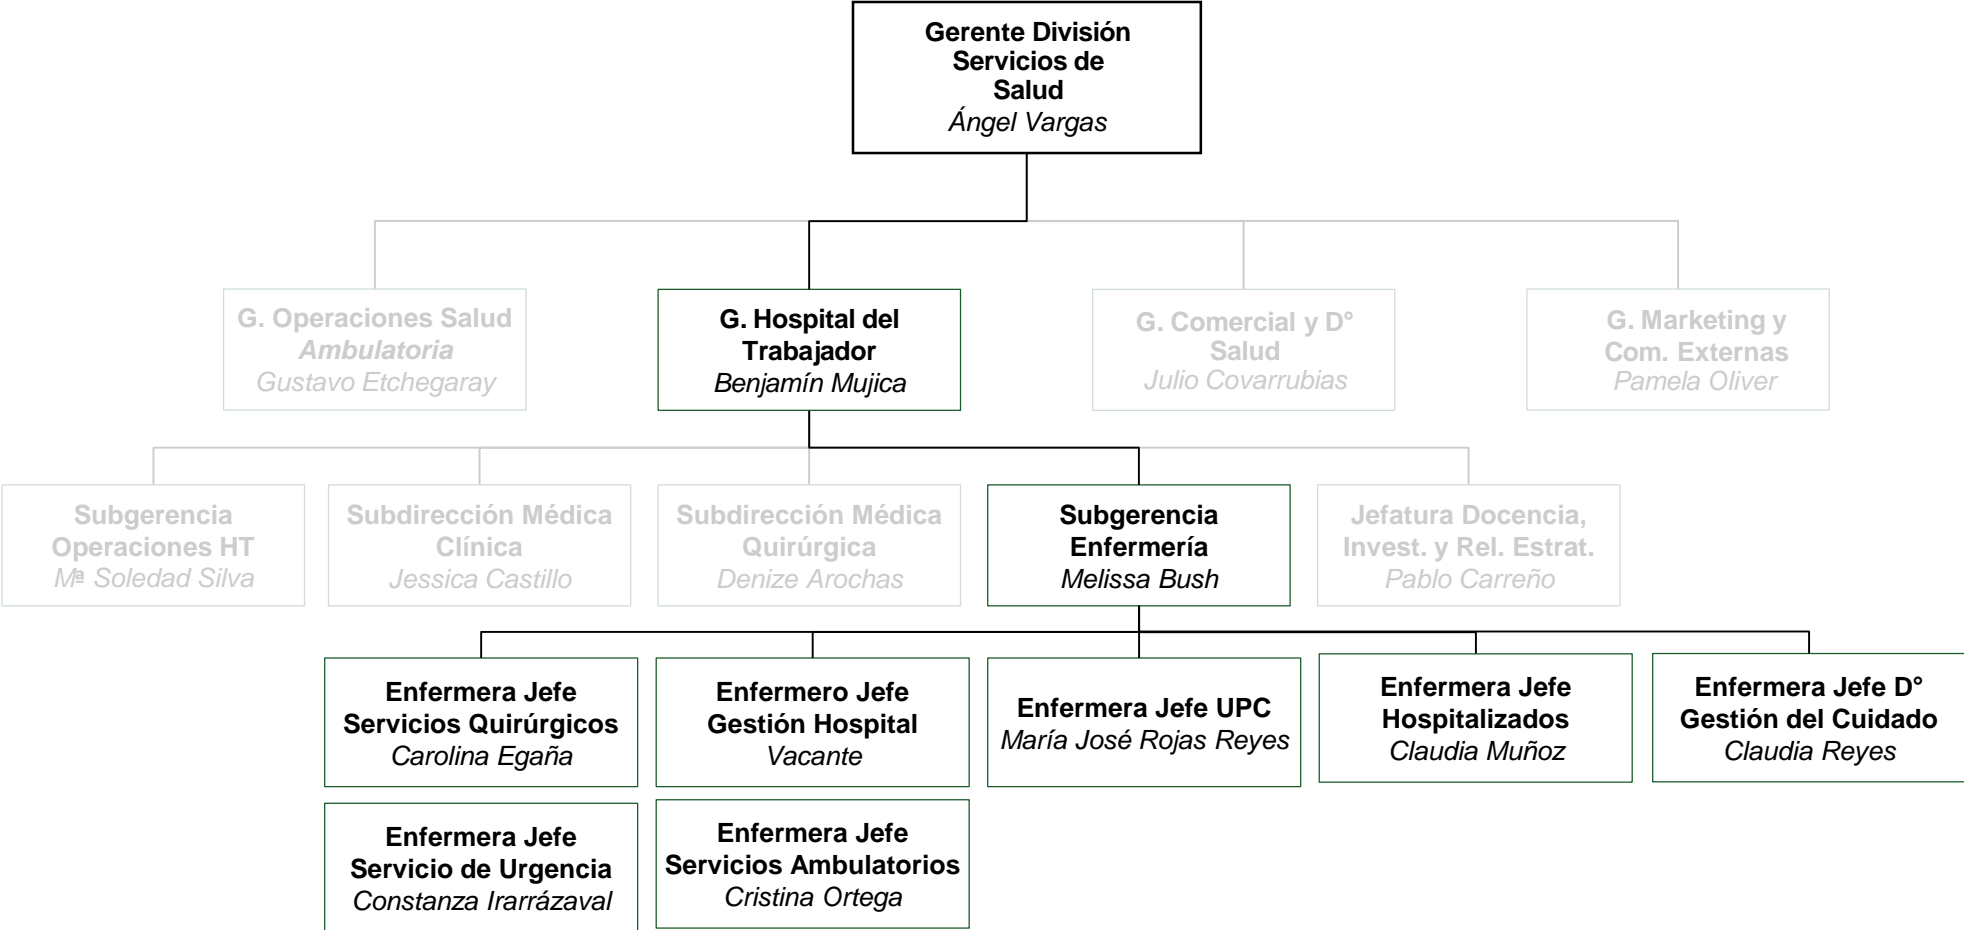 Gerente División
Servicios de
Salud
Ángel Vargas
G. Operaciones Salud
Ambulatoria
Gustavo Etchegaray
G. Hospital del
Trabajador
Benjamín Mujica
G. Comercial y D°
Salud
Julio Covarrubias
G. Marketing y
Com. Externas
Pamela Oliver
Subgerencia
Operaciones HT
Mª Soledad Silva
Subdirección Médica
Clínica
Jessica Castillo
Subdirección Médica
Quirúrgica
Denize Arochas
Subgerencia
Enfermería
Melissa Bush
Jefatura Docencia,
Invest. y Rel. Estrat.
Pablo Carreño
Enfermera Jefe
Servicios Quirúrgicos
Carolina Egaña
Enfermero Jefe
Gestión Hospital
Vacante
Enfermera Jefe UPC
María José Rojas Reyes
Enfermera Jefe
Hospitalizados
Claudia Muñoz
Enfermera Jefe D°
Gestión del Cuidado
Claudia Reyes
Enfermera Jefe
Servicio de Urgencia
Constanza Irarrázaval
Enfermera Jefe
Servicios Ambulatorios
Cristina Ortega